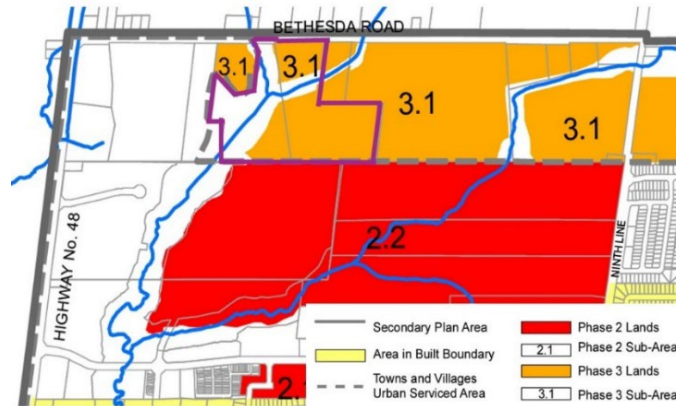 BETHESDA ROAD
3.1
3.1
3.1
3.1
HIGHWAY No. 48
2.2
NINTH LINE
2.
Secondary Plan Area
Area in Built Boundary
Towns and Villages
Urban Serviced Area
Phase 2 Lands
2.1
Phase 2 Sub-Area
Phase 3 Lands
3.1
Phase 3 Sub-Area